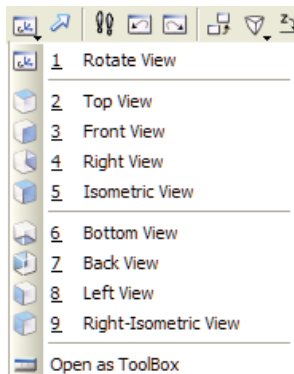 1 Rotate View
2 Top View
3 Front View
4 Right View
5 Isometric View
6 Bottom View
7 Back View
8 Left View
9 Right-Isometric View
Open as ToolBox